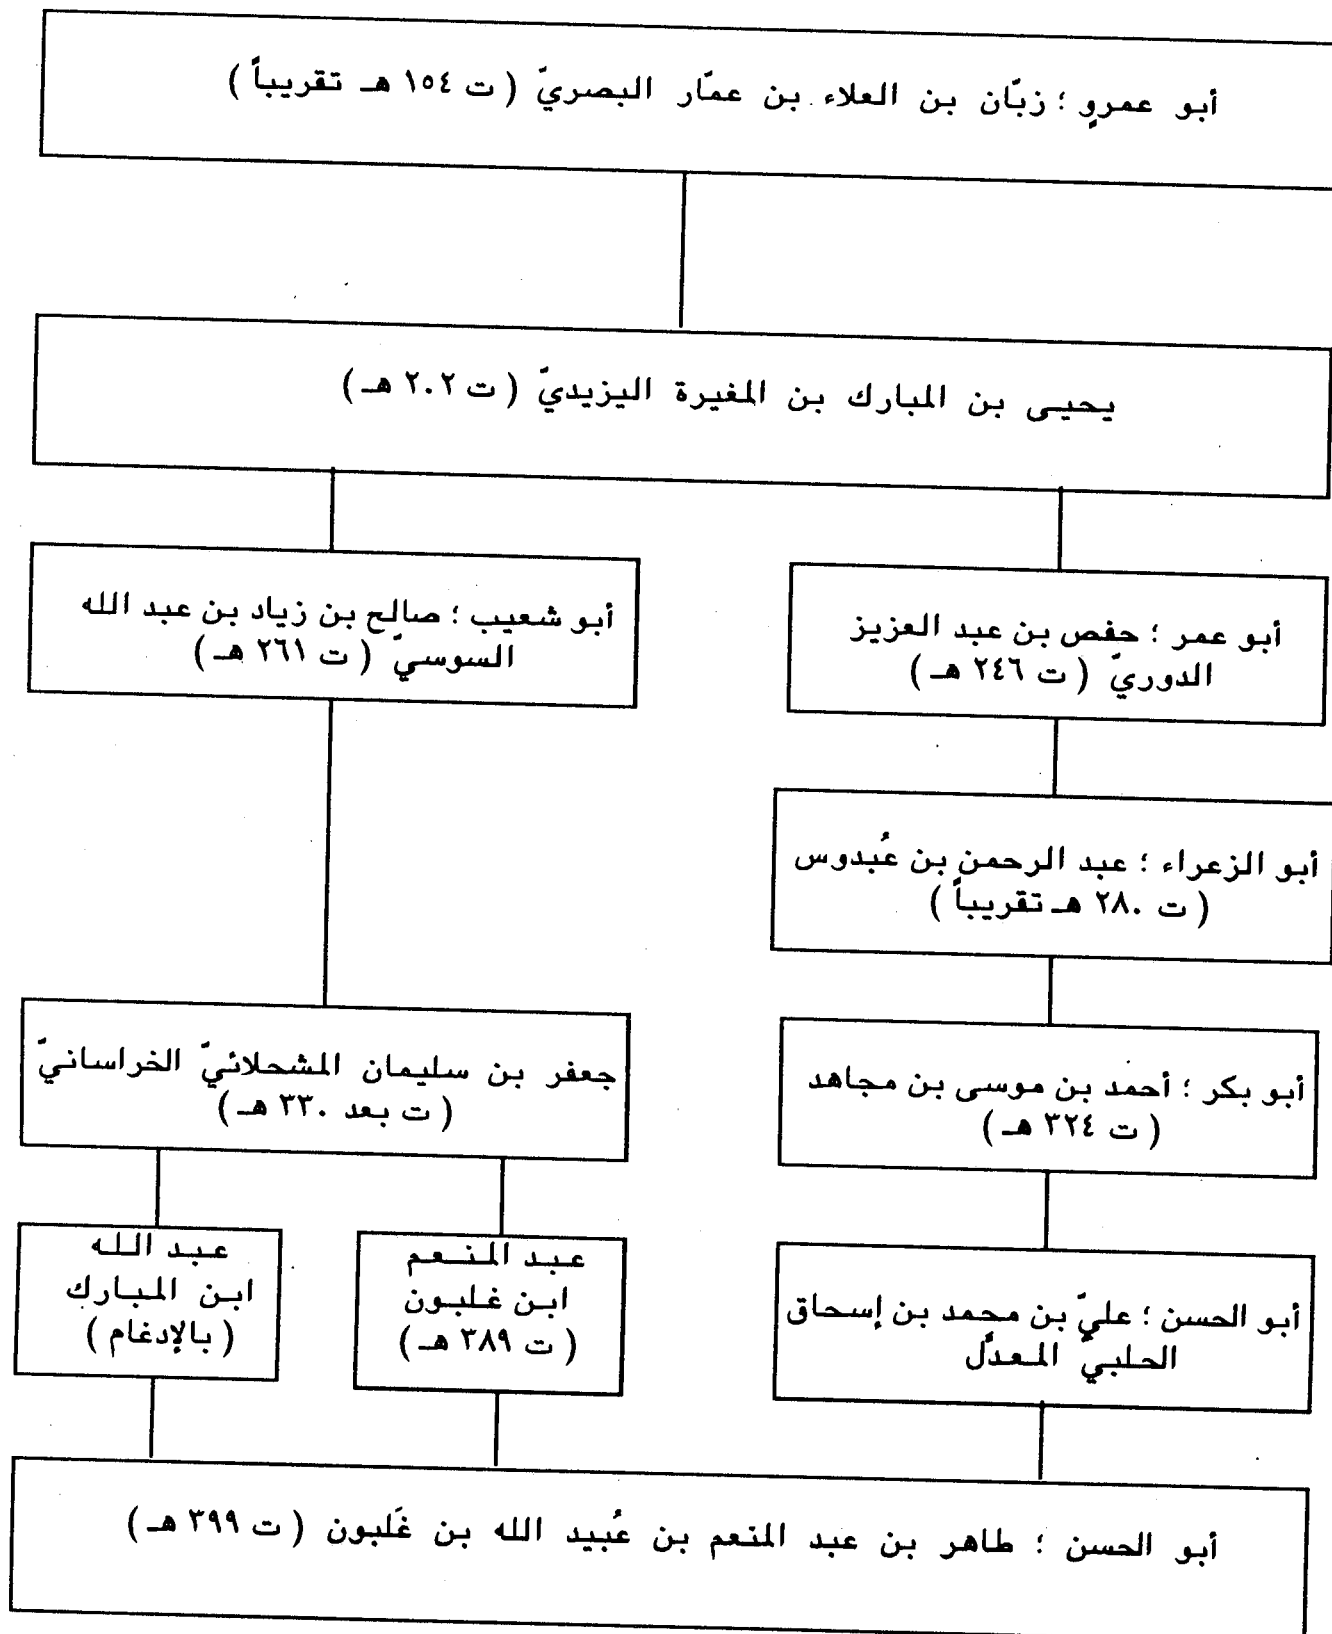 أبو عمروٍ ؛ زبّان بن العلاء بن عمّار البصريّ ( ت ١٥٤ هـ تقريباً )
يحيى بن المبارك بن المغيرة اليزيديّ ( ت ٢٠٢ هـ )
أبو عمر ؛ حفص بن عبد العزيز
الدوريّ ( ت ٢٤٦ هـ )
أبو شعيب ؛ صالح بن زياد بن عبد الله
السوسيّ ( ت ٢٦١ هـ )
أبو الزعراء ؛ عبد الرحمن بن عُبدوس
( ت ٢٨٠ هـ تقريباً )
أبو بكر ؛ أحمد بن موسى بن مجاهد
( ت ٣٢٤ هـ )
جعفر بن سليمان المشحلائيّ الخراسانيّ
( ت بعد ٣٣٠ هـ )
أبو الحسن ؛ عليّ بن محمد بن إسحاق
الحلبيّ المعدَّل
عبد المنعم
ابن غلبون
( ت ٣٨٩ هـ )
عبد الله
ابن المبارك
( بالإدغام )
أبو الحسن ؛ طاهر بن عبد المنعم بن عُبيد الله بن غَلبون ( ت ٣٩٩ هـ )